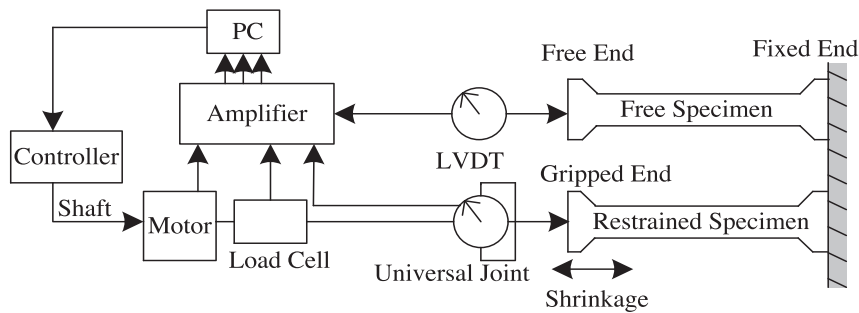 PC
Free End
Fixed End
Amplifier
Free Specimen
Controller
LVDT
Gripped End
Shaft
Motor
Restrained Specimen
Load Cell
Universal Joint
Shrinkage